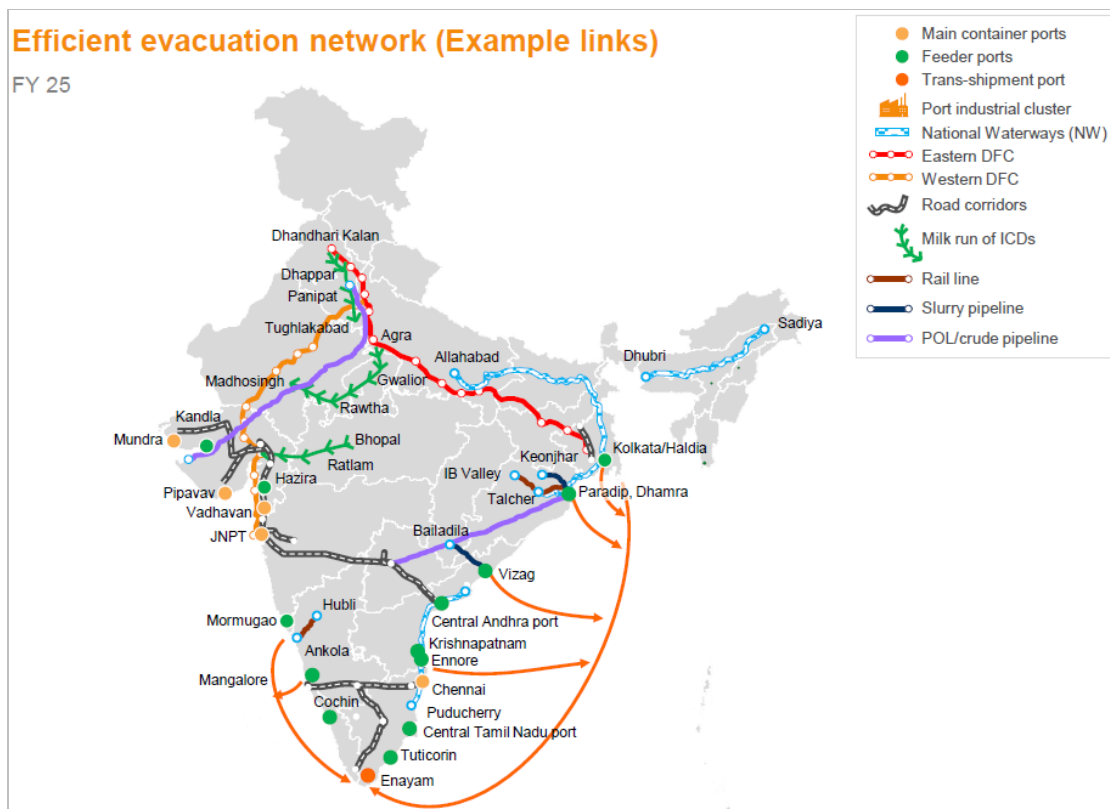 Efficient evacuation network (Example links)
FY 25
Main container ports
Feeder ports
Trans-shipment port
Port industrial cluster
National Waterways (NW)
Eastern DFC
Western DFC
Road corridors
Milk run of ICDs
Rail line
Slurry pipeline
POL/crude pipeline
Dhandhari Kalan
Dhappar
Panipat
Tughlakabad
Agra
Sadiya
Allahabad
Dhubri
Madhosingh
Gwalior
Rawtha
Kandla
Mundra
Bhopal
Kolkata/Haldia
Ratlam
Keonjhar
Hazira
IB Valley
Pipavav
Talcher
Paradip, Dhamra
Vadhavan
JNPT
Bailadila
Vizag
Hubli
Mormugao
Central Andhra port
Krishnapatnam
Ankola
Ennore
Mangalore
Chennai
Cochin
Puducherry
Central Tamil Nadu port
Tuticorin
Enayam